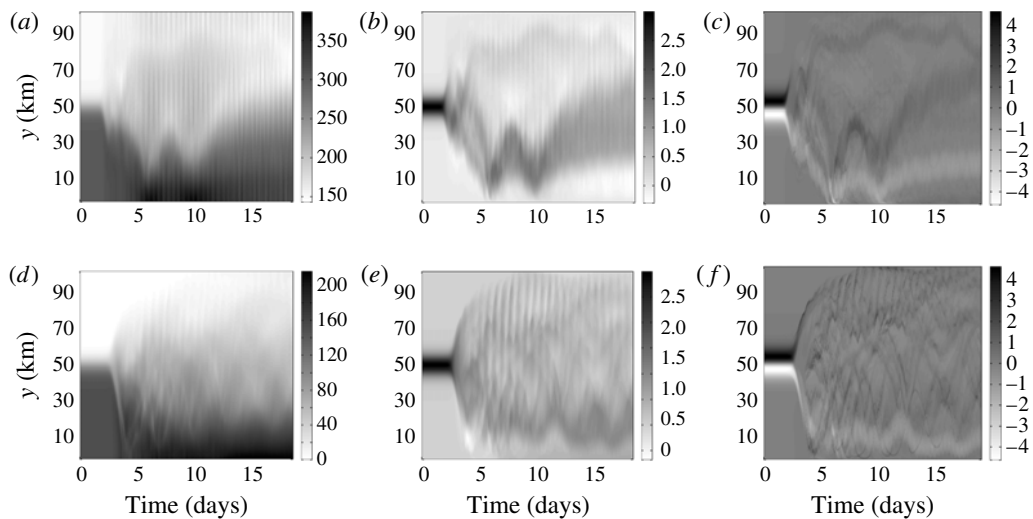 (a) (b) (c)
90 350 90 2.5 90 4
70 300 70 2.0 70 3
50 50 1.5 50 2
30 250 30 1.0 30 1
10 200 10 0.5 10 0
150 0 −1
−2
−3
−4
y (km)
0 5 10 15 0 5 10 15 0 5 10 15
(d) (e) (f)
90 200 90 2.5 90 4
70 160 70 2.0 70 3
50 120 50 1.5 50 2
30 80 30 1.0 30 1
10 40 10 0.5 10 0
0 0 −1
−2
−3
−4
y (km)
0 5 10 15 0 5 10 15 0 5 10 15
Time (days) Time (days) Time (days)